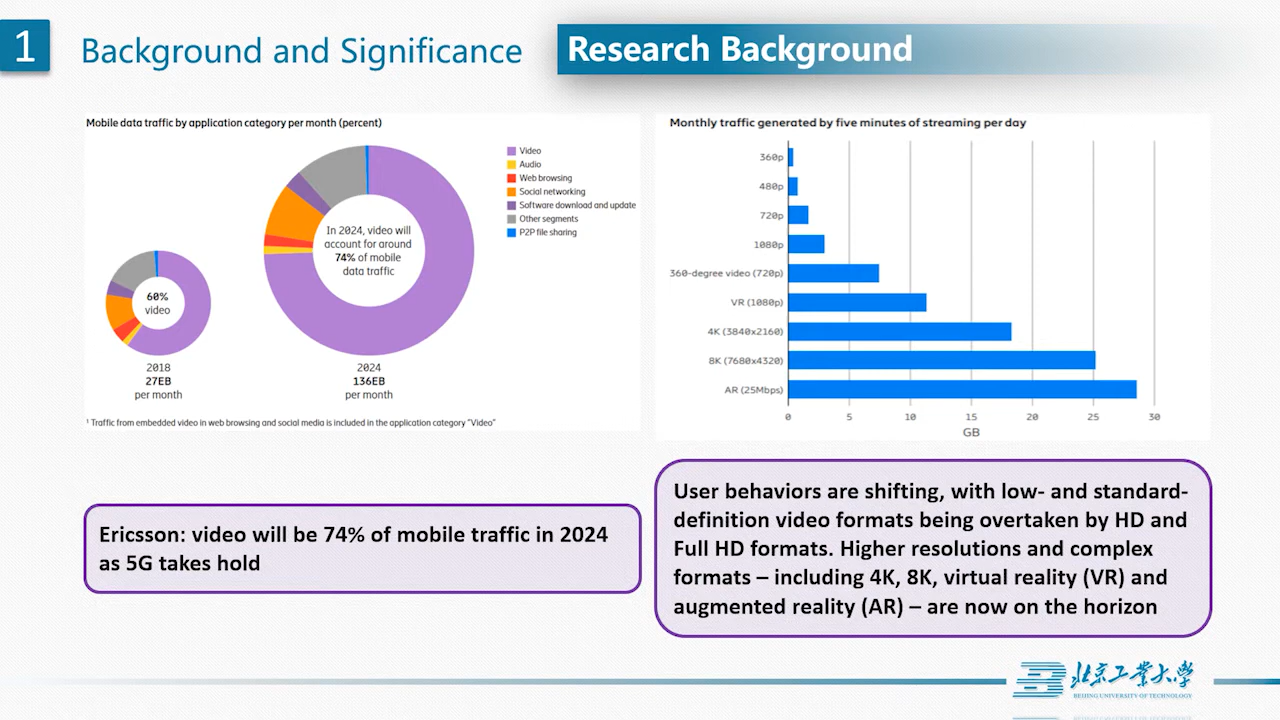 1
Background and Significance
Research Background
Mobile data traffic by application category per month (percent)
Video
Audio
Web browsing
Social networking
Software download and update
Other segments
P2P file sharing
In 2024, video will
account for around
74% of mobile
data traffic
60%
video
2018
27EB
per month
2024
136EB
per month
¹ Traffic from embedded video in web browsing and social media is included in the application category "Video"
Monthly traffic generated by five minutes of streaming per day
360p
480p
720p
1080p
360-degree video (720p)
VR (1080p)
4K (3840x2160)
8K (7680x4320)
AR (25Mbps)
0 5 10 15 20 25 30
GB
Ericsson: video will be 74% of mobile traffic in 2024
as 5G takes hold
User behaviors are shifting, with low- and standard-
definition video formats being overtaken by HD and
Full HD formats. Higher resolutions and complex
formats – including 4K, 8K, virtual reality (VR) and
augmented reality (AR) – are now on the horizon
北京工业大学
BEIJING UNIVERSITY OF TECHNOLOGY